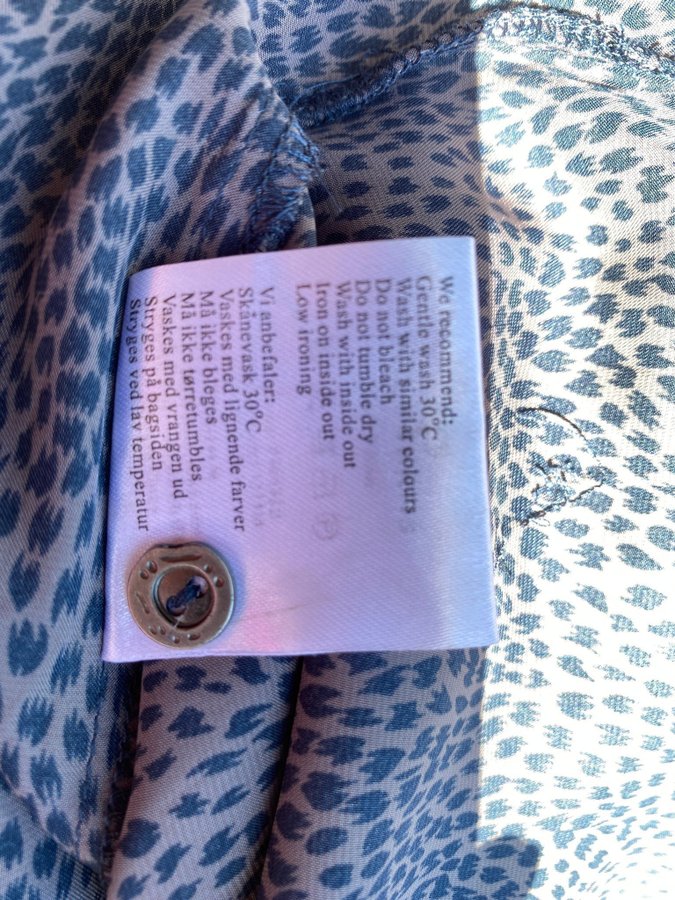 We recommend:
Gentle wash 30°C
Wash with similar colours
Do not bleach
Do not tumble dry
Wash with inside out
Iron on inside out
Low ironing
Vi anbefaler:
Skånevask 30°C
Vaskes med lignende farver
Må ikke bleges
Må ikke tørretumbles
Vaskes med vrangen ud
Stryges på bagsiden
Stryges ved lav temperatur